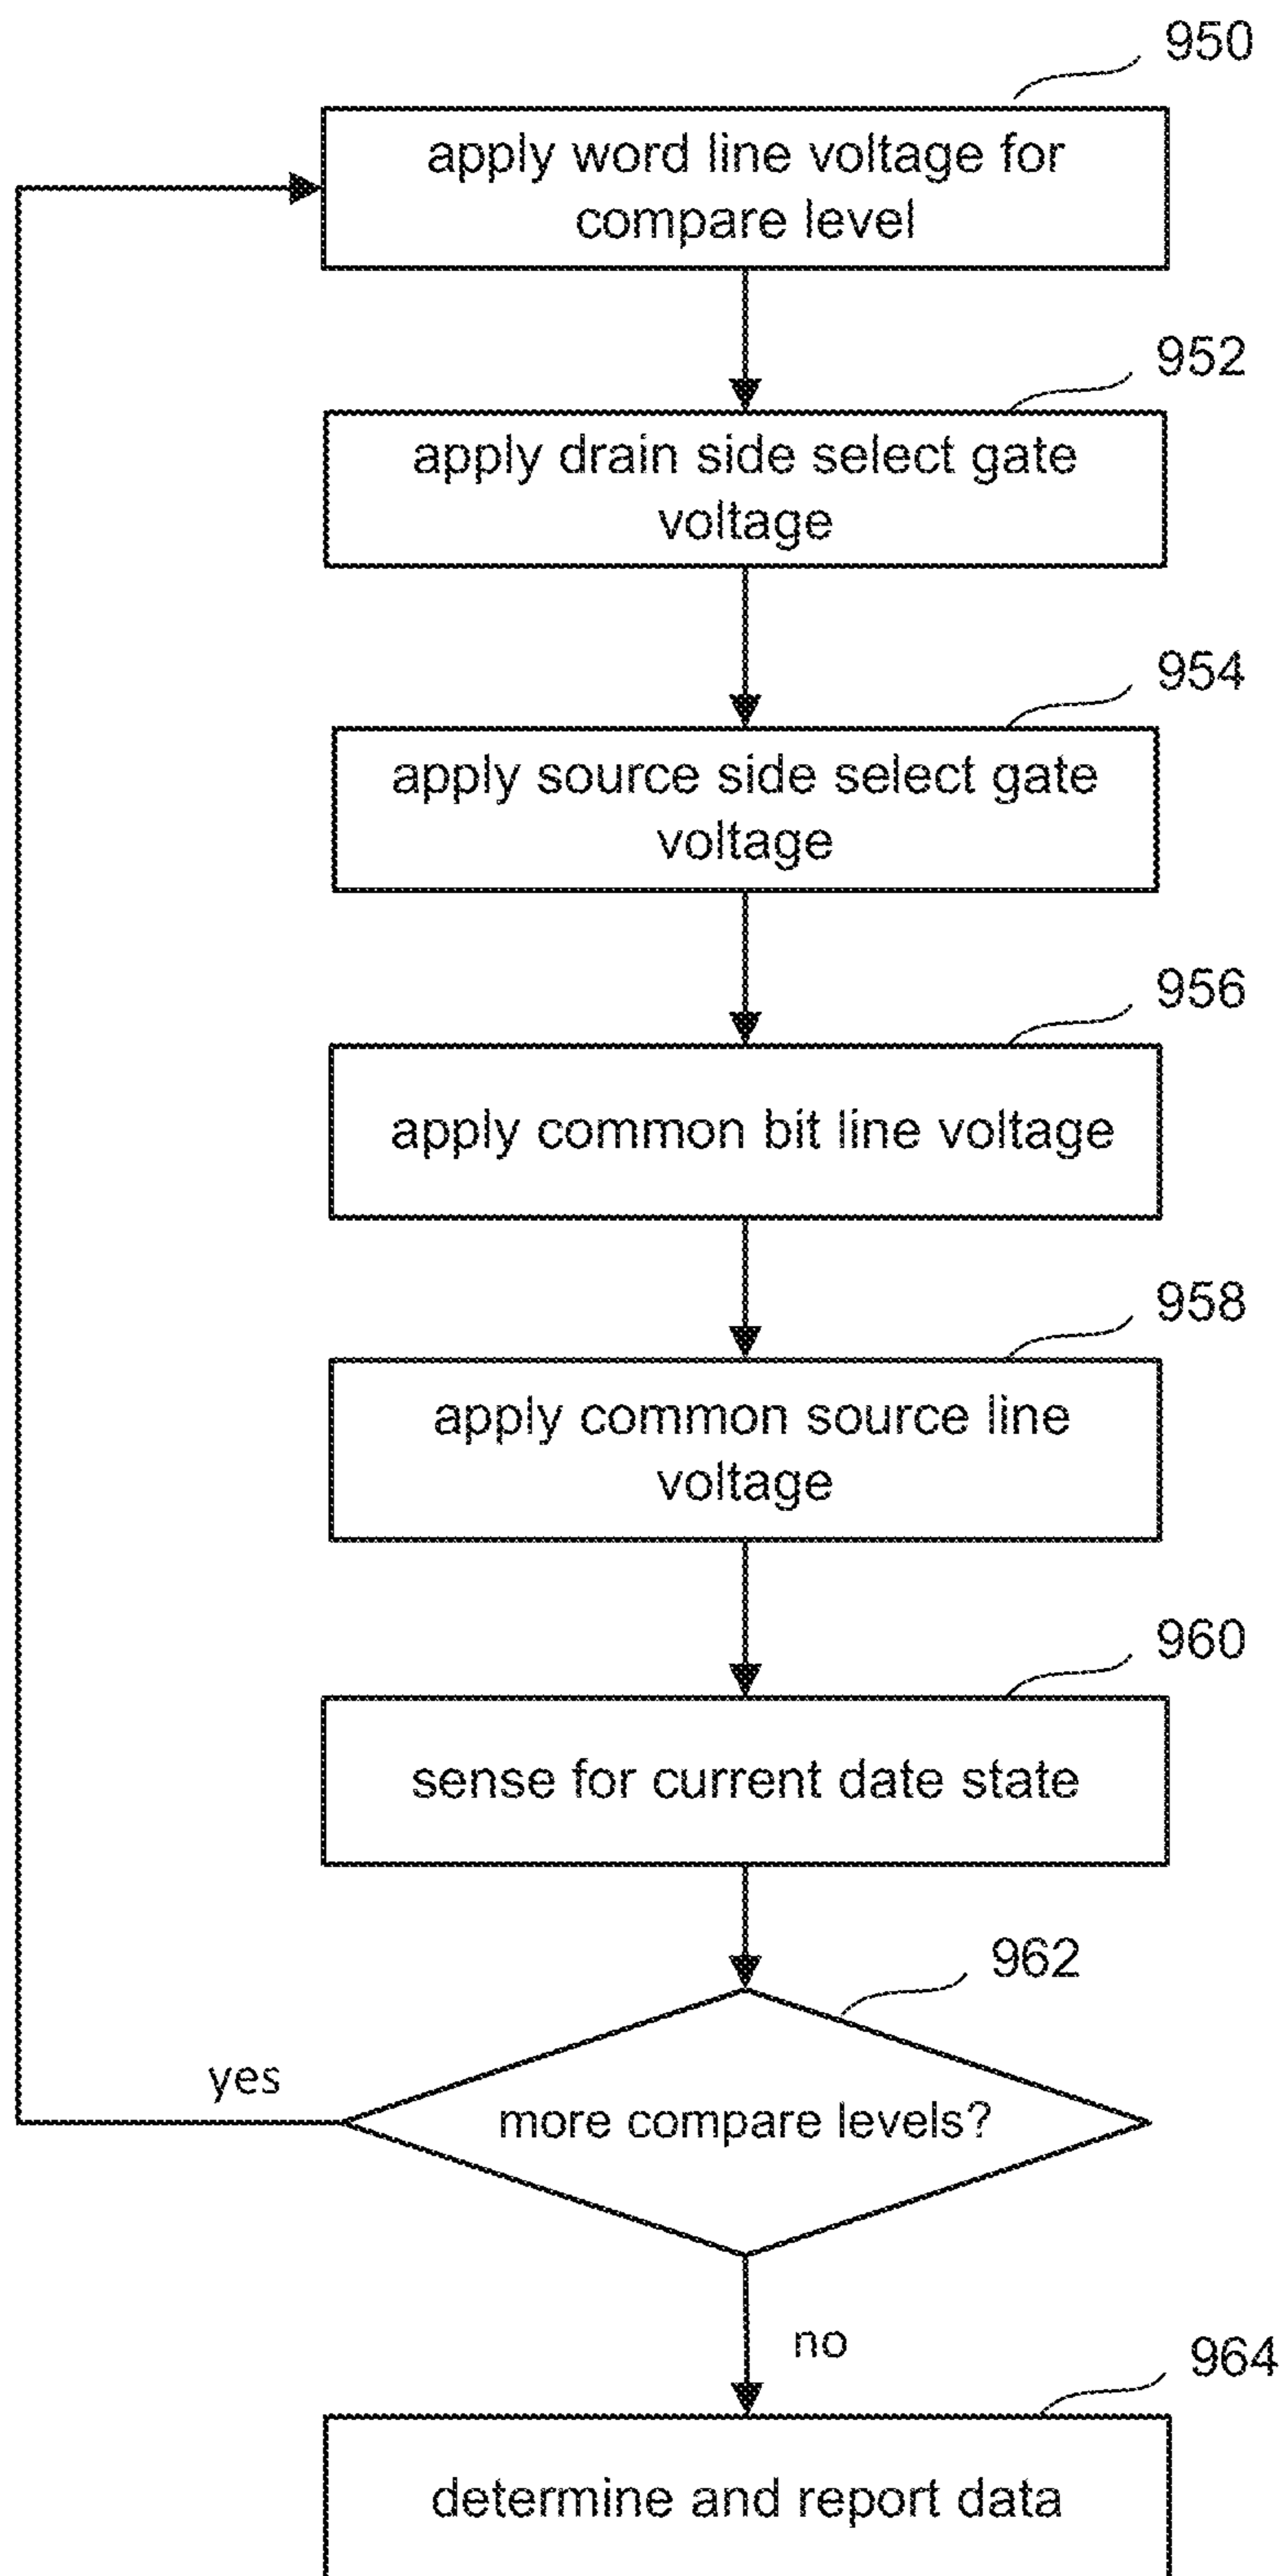 950
apply word line voltage for
compare level
952
apply drain side select gate
voltage
954
apply source side select gate
voltage
956
apply common bit line voltage
958
apply common source line
voltage
960
sense for current date state
962
yes
more compare levels?
no
964
determine and report data